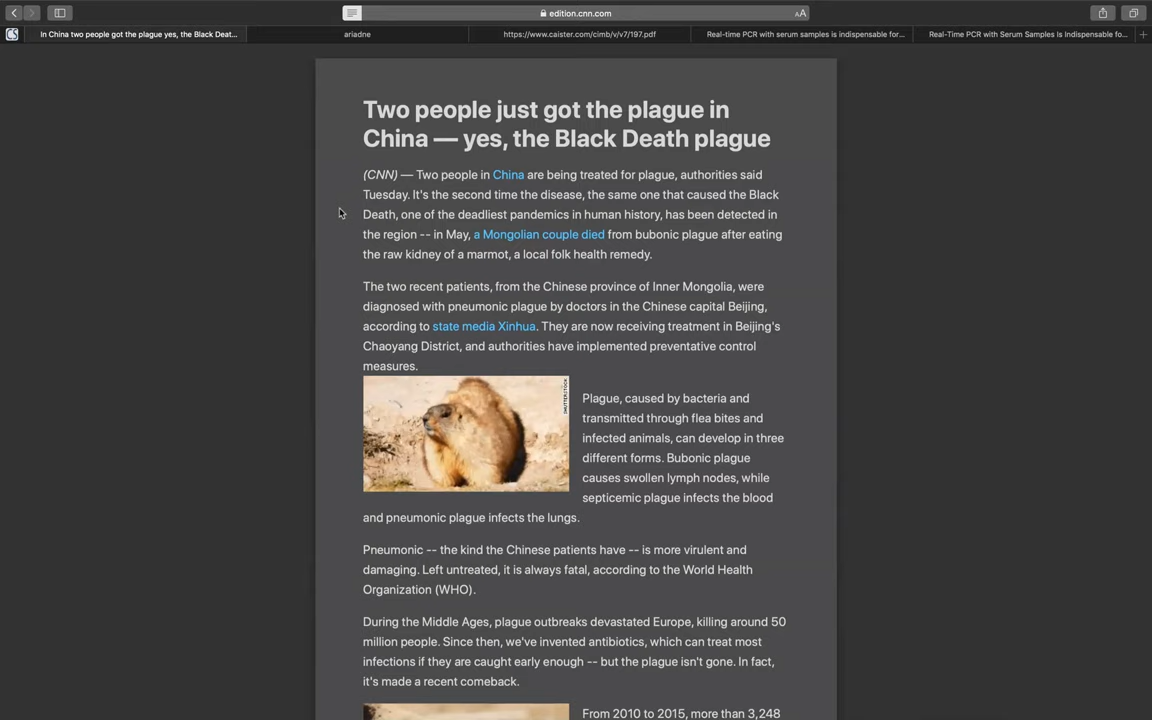 edition.cnn.com
AA
in China two people got the plague yes, the Black Deat...
ariadne
https://www.caister.com/cimb/v/v7/197.pdf
Real-time PCR with serum samples is indispensable for...
Real-Time PCR with Serum Samples Is Indispensable fo...
Two people just got the plague in
China — yes, the Black Death plague
(CNN) — Two people in China are being treated for plague, authorities said
Tuesday. It's the second time the disease, the same one that caused the Black
Death, one of the deadliest pandemics in human history, has been detected in
the region -- in May, a Mongolian couple died from bubonic plague after eating
the raw kidney of a marmot, a local folk health remedy.
The two recent patients, from the Chinese province of Inner Mongolia, were
diagnosed with pneumonic plague by doctors in the Chinese capital Beijing,
according to state media Xinhua. They are now receiving treatment in Beijing's
Chaoyang District, and authorities have implemented preventative control
measures.
SHUTTERSTOCK
Plague, caused by bacteria and
transmitted through flea bites and
infected animals, can develop in three
different forms. Bubonic plague
causes swollen lymph nodes, while
septicemic plague infects the blood
and pneumonic plague infects the lungs.
Pneumonic -- the kind the Chinese patients have -- is more virulent and
damaging. Left untreated, it is always fatal, according to the World Health
Organization (WHO).
During the Middle Ages, plague outbreaks devastated Europe, killing around 50
million people. Since then, we've invented antibiotics, which can treat most
infections if they are caught early enough -- but the plague isn't gone. In fact,
it's made a recent comeback.
From 2010 to 2015, more than 3,248